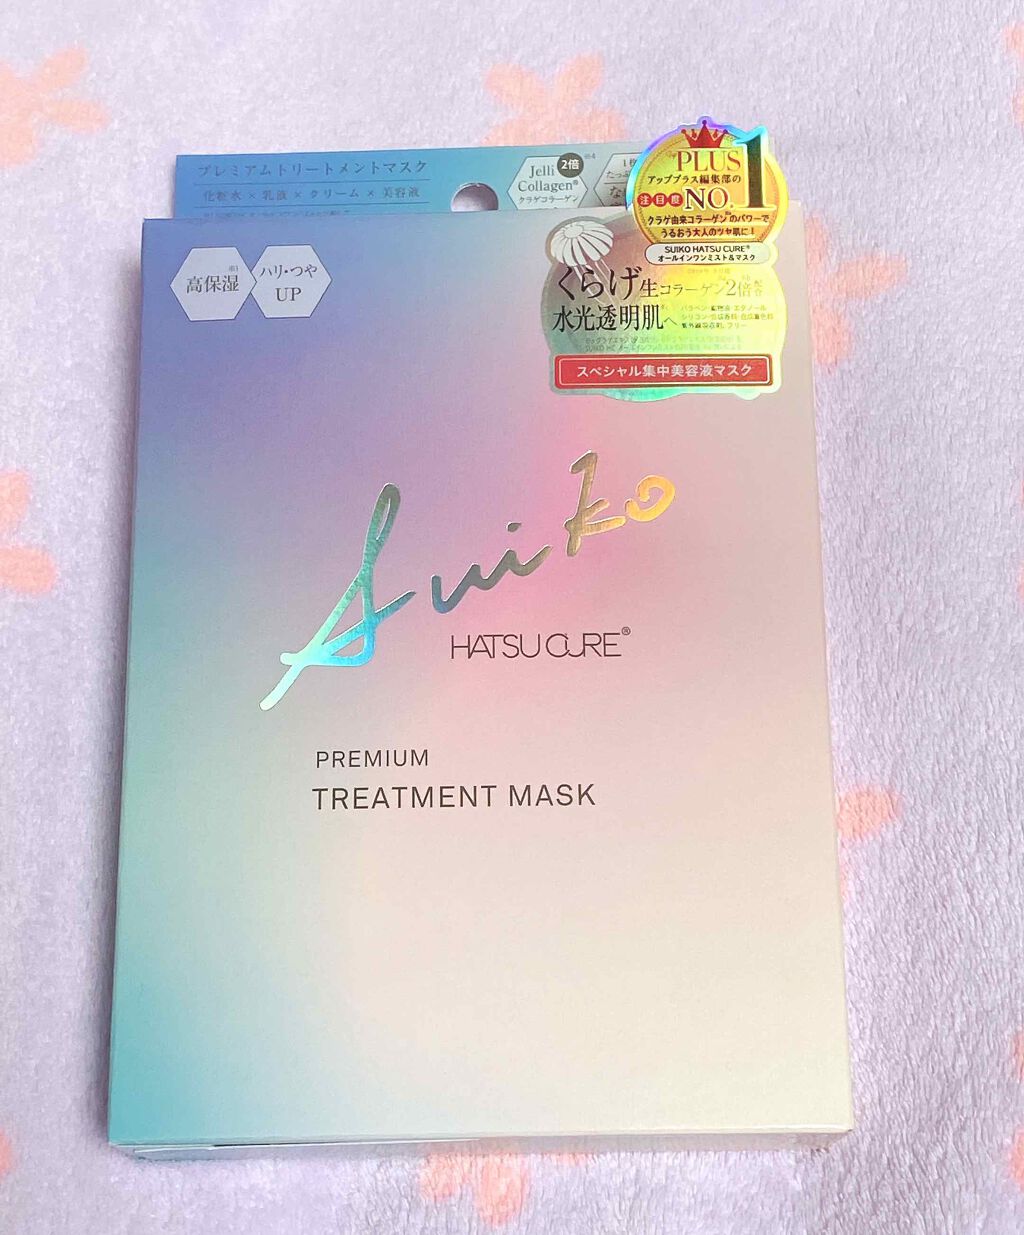 プレミアムトリートメントマスク
化粧水×乳液×クリーム×美容液
Jelli 2倍 ※4
Collagen®
クラゲコラーゲン
PLUS
アッププラス編集部の
注目度 NO.1
クラゲ由来コラーゲン のパワーで
うるおう大人のツヤ肌に!
SUIKO HATSU CURE®
オールインワンミスト&マスク
高保湿
ハリ・つや
UP
くらげ生コラーゲン2倍配合
水光透明肌へ
スペシャル集中美容液マスク
Suiko
HATSU CURE®
PREMIUM
TREATMENT MASK